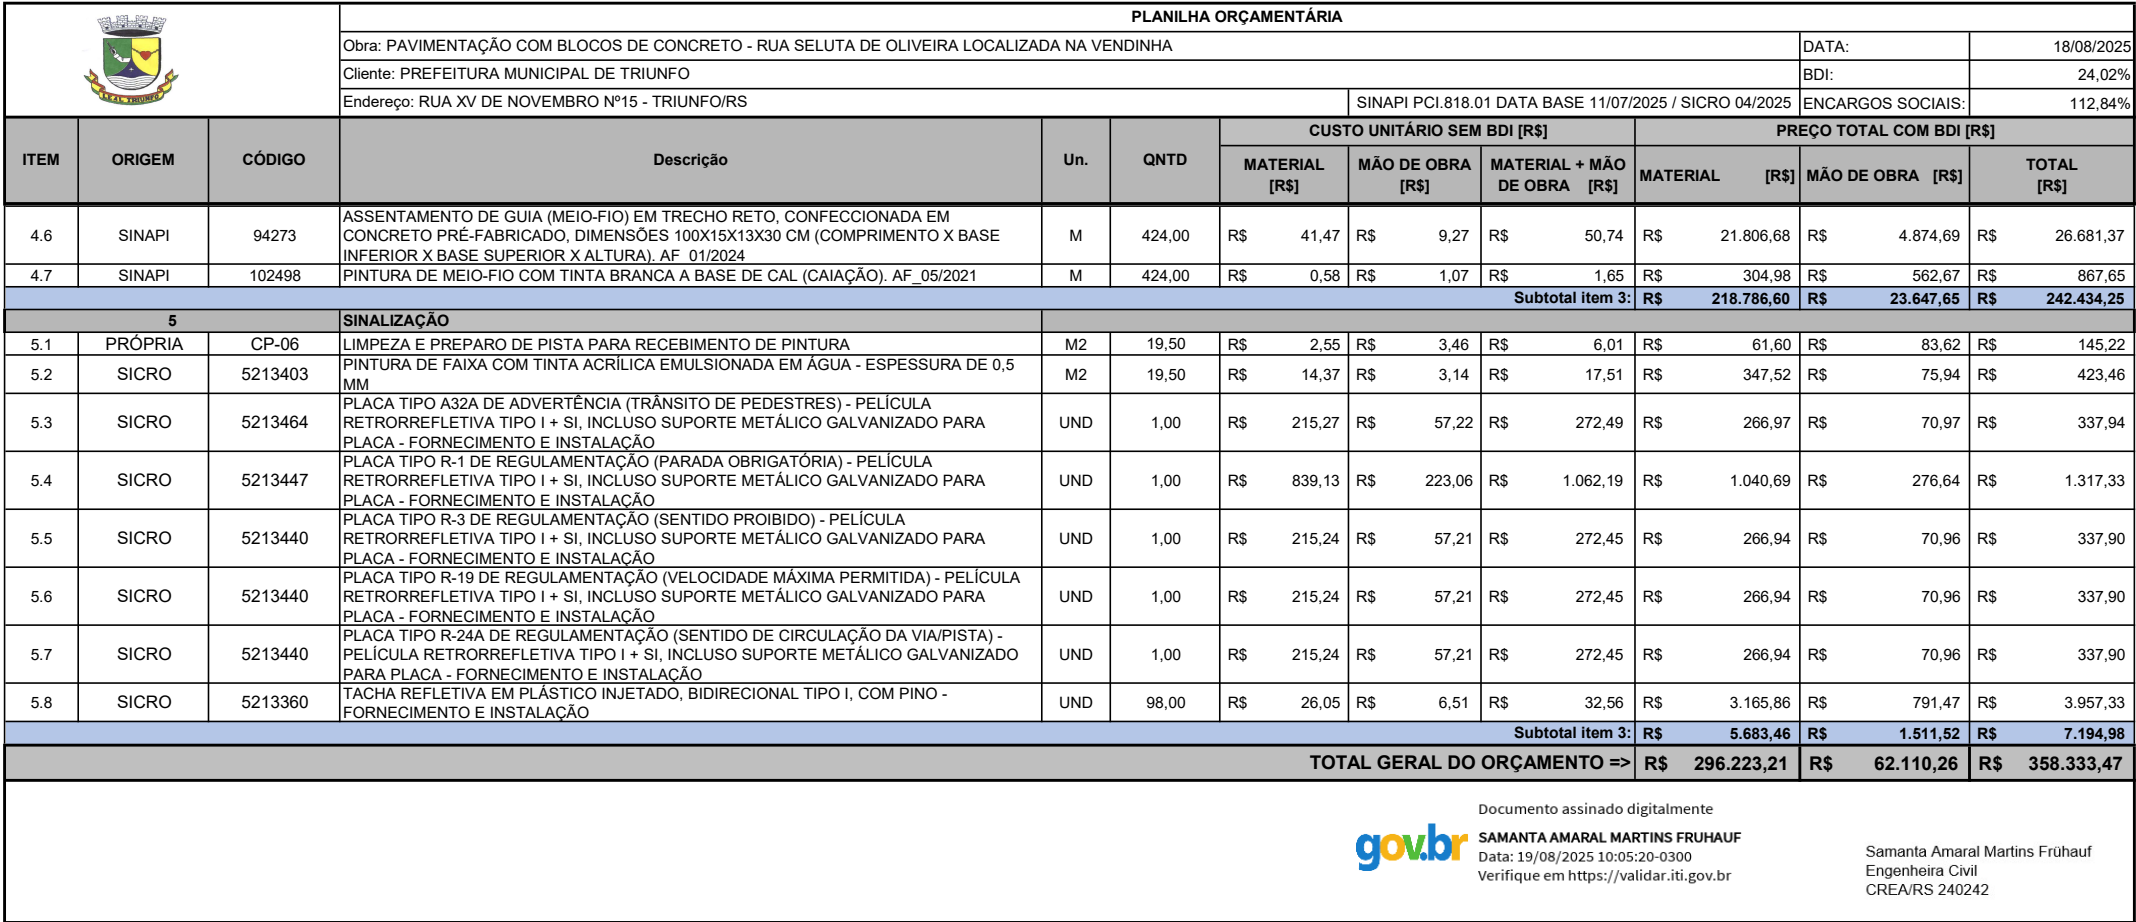 PLANILHA ORÇAMENTÁRIA
Obra: PAVIMENTAÇÃO COM BLOCOS DE CONCRETO - RUA SELUTA DE OLIVEIRA LOCALIZADA NA VENDINHA DATA: 18/08/2025
Cliente: PREFEITURA MUNICIPAL DE TRIUNFO BDI: 24,02%
Endereço: RUA XV DE NOVEMBRO Nº15 - TRIUNFO/RS SINAPI PCI.818.01 DATA BASE 11/07/2025 / SICRO 04/2025 ENCARGOS SOCIAIS: 112,84%
LEAL TRIUNFO
ITEM ORIGEM CÓDIGO Descrição Un. QNTD CUSTO UNITÁRIO SEM BDI [R$] PREÇO TOTAL COM BDI [R$]
MATERIAL [R$] MÃO DE OBRA [R$] MATERIAL + MÃO DE OBRA [R$] MATERIAL [R$] MÃO DE OBRA [R$] TOTAL [R$]
4.6 SINAPI 94273 ASSENTAMENTO DE GUIA (MEIO-FIO) EM TRECHO RETO, CONFECCIONADA EM
CONCRETO PRÉ-FABRICADO, DIMENSÕES 100X15X13X30 CM (COMPRIMENTO X BASE
INFERIOR X BASE SUPERIOR X ALTURA). AF_01/2024 M 424,00 R$ 41,47 R$ 9,27 R$ 50,74 R$ 21.806,68 R$ 4.874,69 R$ 26.681,37
4.7 SINAPI 102498 PINTURA DE MEIO-FIO COM TINTA BRANCA A BASE DE CAL (CAIAÇÃO). AF_05/2021 M 424,00 R$ 0,58 R$ 1,07 R$ 1,65 R$ 304,98 R$ 562,67 R$ 867,65
Subtotal item 3: R$ 218.786,60 R$ 23.647,65 R$ 242.434,25
5 SINALIZAÇÃO
5.1 PRÓPRIA CP-06 LIMPEZA E PREPARO DE PISTA PARA RECEBIMENTO DE PINTURA M2 19,50 R$ 2,55 R$ 3,46 R$ 6,01 R$ 61,60 R$ 83,62 R$ 145,22
5.2 SICRO 5213403 PINTURA DE FAIXA COM TINTA ACRÍLICA EMULSIONADA EM ÁGUA - ESPESSURA DE 0,5
MM M2 19,50 R$ 14,37 R$ 3,14 R$ 17,51 R$ 347,52 R$ 75,94 R$ 423,46
5.3 SICRO 5213464 PLACA TIPO A32A DE ADVERTÊNCIA (TRÂNSITO DE PEDESTRES) - PELÍCULA
RETRORREFLETIVA TIPO I + SI, INCLUSO SUPORTE METÁLICO GALVANIZADO PARA
PLACA - FORNECIMENTO E INSTALAÇÃO UND 1,00 R$ 215,27 R$ 57,22 R$ 272,49 R$ 266,97 R$ 70,97 R$ 337,94
5.4 SICRO 5213447 PLACA TIPO R-1 DE REGULAMENTAÇÃO (PARADA OBRIGATÓRIA) - PELÍCULA
RETRORREFLETIVA TIPO I + SI, INCLUSO SUPORTE METÁLICO GALVANIZADO PARA
PLACA - FORNECIMENTO E INSTALAÇÃO UND 1,00 R$ 839,13 R$ 223,06 R$ 1.062,19 R$ 1.040,69 R$ 276,64 R$ 1.317,33
5.5 SICRO 5213440 PLACA TIPO R-3 DE REGULAMENTAÇÃO (SENTIDO PROIBIDO) - PELÍCULA
RETRORREFLETIVA TIPO I + SI, INCLUSO SUPORTE METÁLICO GALVANIZADO PARA
PLACA - FORNECIMENTO E INSTALAÇÃO UND 1,00 R$ 215,24 R$ 57,21 R$ 272,45 R$ 266,94 R$ 70,96 R$ 337,90
5.6 SICRO 5213440 PLACA TIPO R-19 DE REGULAMENTAÇÃO (VELOCIDADE MÁXIMA PERMITIDA) - PELÍCULA
RETRORREFLETIVA TIPO I + SI, INCLUSO SUPORTE METÁLICO GALVANIZADO PARA
PLACA - FORNECIMENTO E INSTALAÇÃO UND 1,00 R$ 215,24 R$ 57,21 R$ 272,45 R$ 266,94 R$ 70,96 R$ 337,90
5.7 SICRO 5213440 PLACA TIPO R-24A DE REGULAMENTAÇÃO (SENTIDO DE CIRCULAÇÃO DA VIA/PISTA) -
PELÍCULA RETRORREFLETIVA TIPO I + SI, INCLUSO SUPORTE METÁLICO GALVANIZADO
PARA PLACA - FORNECIMENTO E INSTALAÇÃO UND 1,00 R$ 215,24 R$ 57,21 R$ 272,45 R$ 266,94 R$ 70,96 R$ 337,90
5.8 SICRO 5213360 TACHA REFLETIVA EM PLÁSTICO INJETADO, BIDIRECIONAL TIPO I, COM PINO -
FORNECIMENTO E INSTALAÇÃO UND 98,00 R$ 26,05 R$ 6,51 R$ 32,56 R$ 3.165,86 R$ 791,47 R$ 3.957,33
Subtotal item 3: R$ 5.683,46 R$ 1.511,52 R$ 7.194,98
TOTAL GERAL DO ORÇAMENTO => R$ 296.223,21 R$ 62.110,26 R$ 358.333,47
gov.br
Documento assinado digitalmente
SAMANTA AMARAL MARTINS FRUHAUF
Data: 19/08/2025 10:05:20-0300
Verifique em https://validar.iti.gov.br
Samanta Amaral Martins Frühauf
Engenheira Civil
CREA/RS 240242